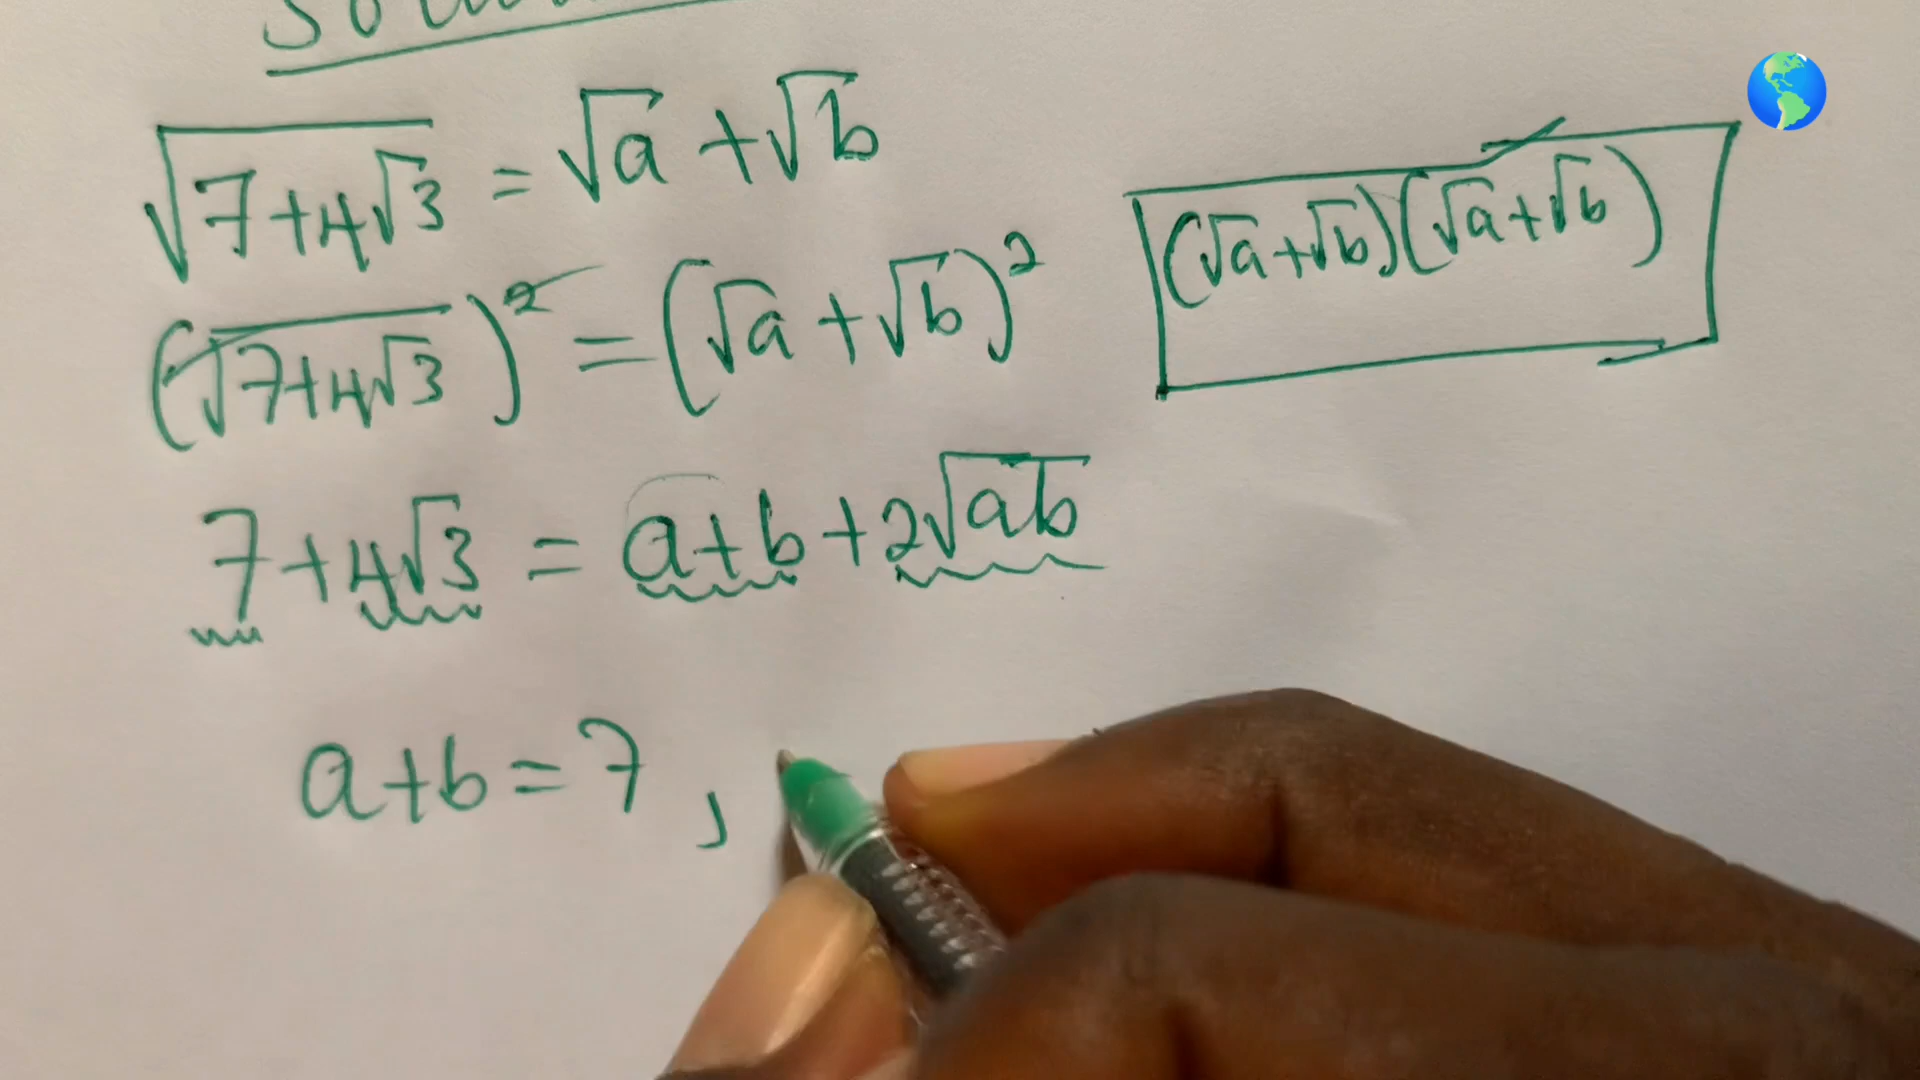 √(7+4√3) = √a + √b
(√a+√b)(√a+√b)
(√(7+4√3))² = (√a + √b)²
7+4√3 = a+b+2√ab
a+b=7 ,